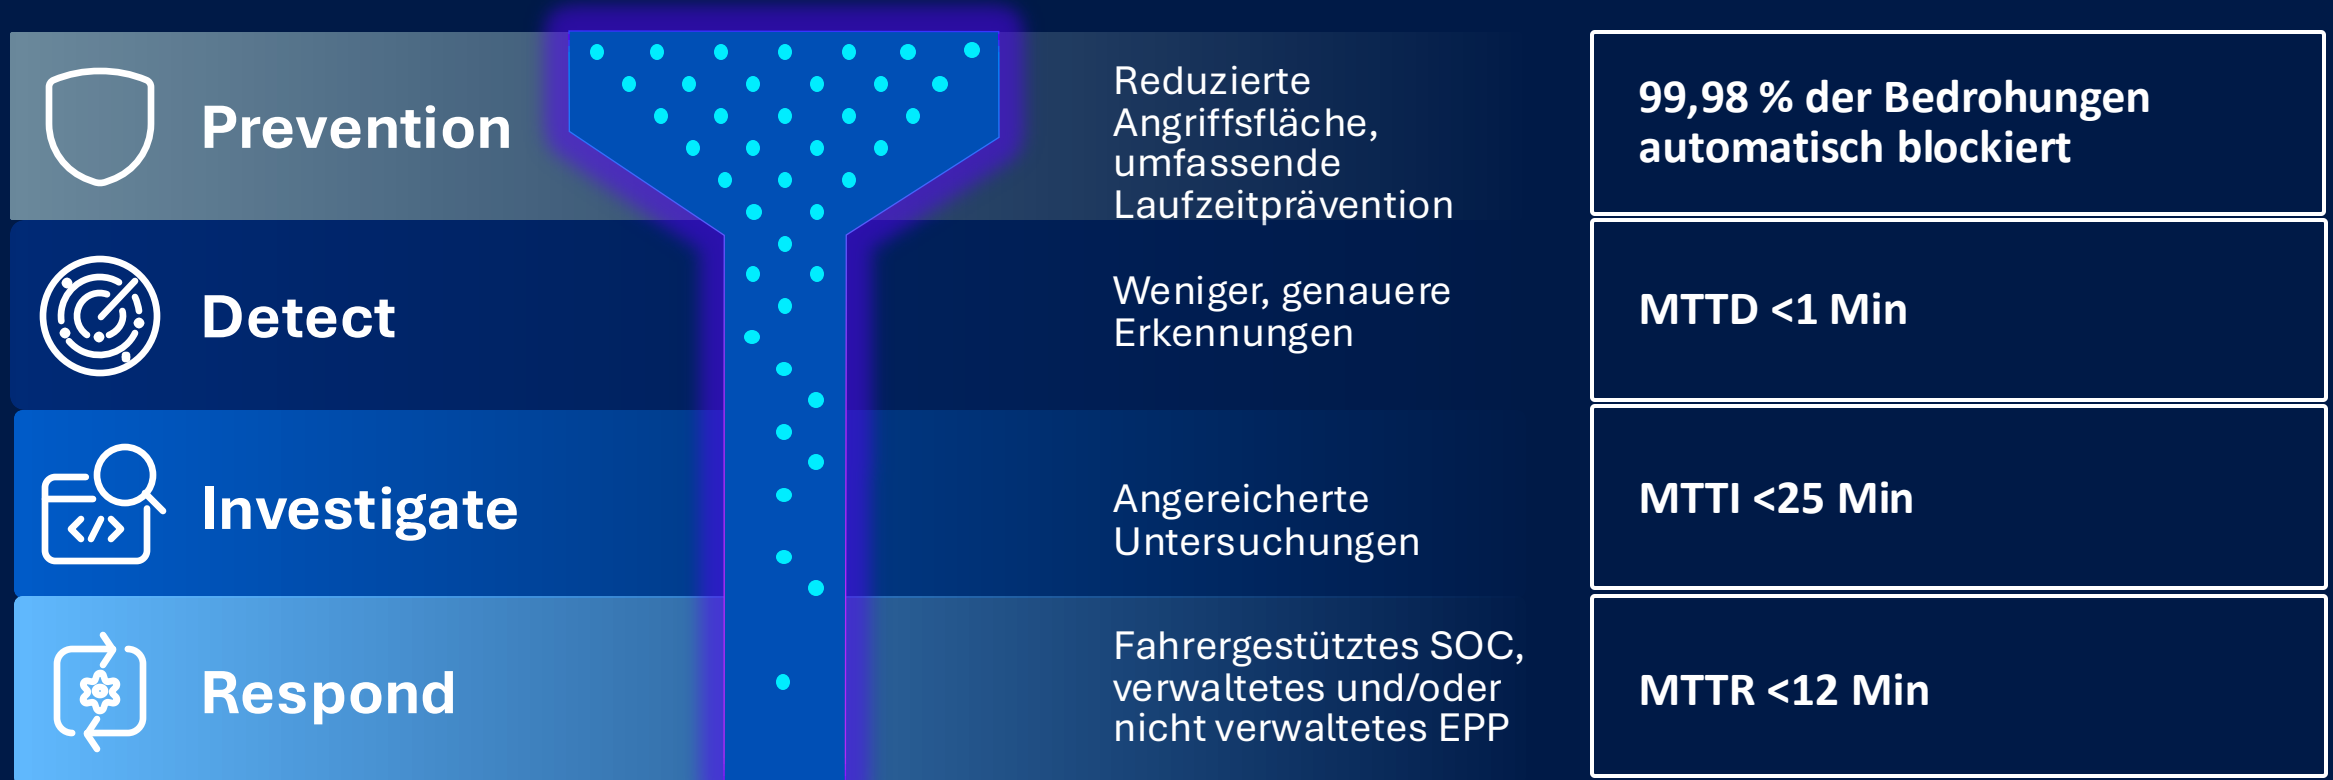 Prevention
Reduzierte
Angriffsfläche,
umfassende
Laufzeitprävention
99,98 % der Bedrohungen
automatisch blockiert
Detect
Weniger, genauere
Erkennungen
MTTD <1 Min
</>
Investigate
Angereicherte
Untersuchungen
MTTI <25 Min
Respond
Fahrergestütztes SOC,
verwaltetes und/oder
nicht verwaltetes EPP
MTTR <12 Min